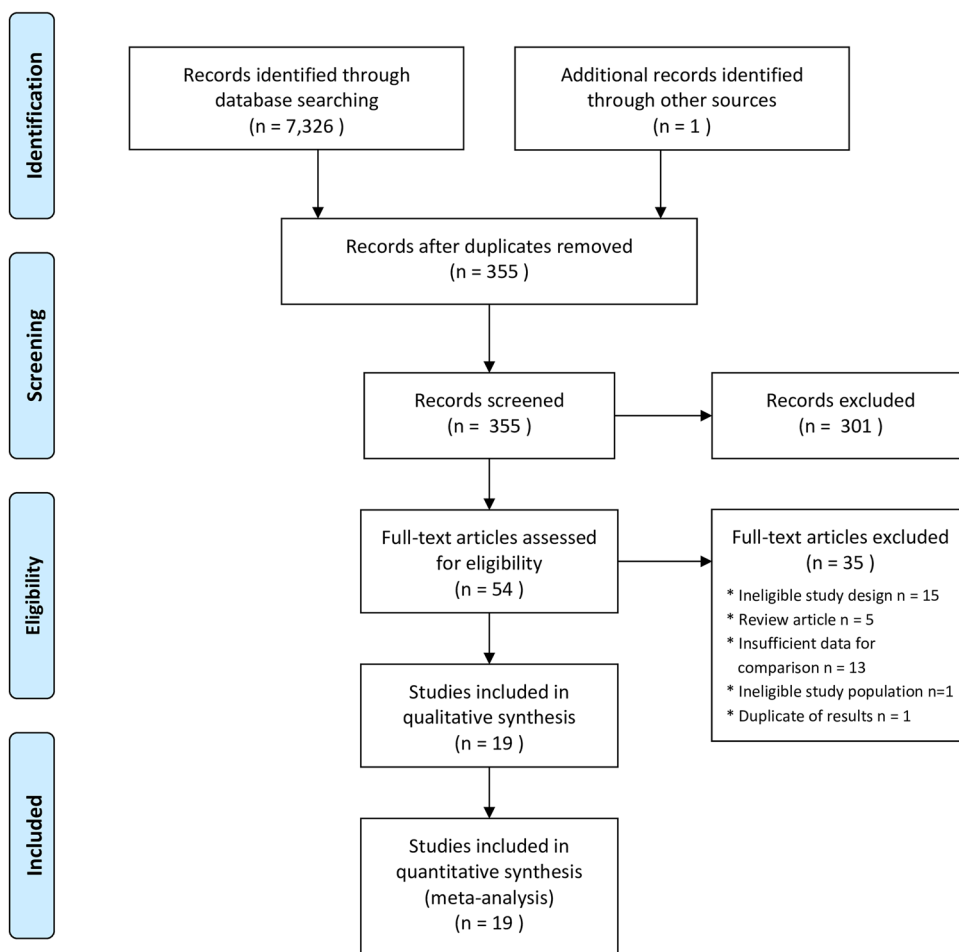 Identification
Records identified through
database searching
(n = 7,326 )
Additional records identified
through other sources
(n = 1 )
Records after duplicates removed
(n = 355 )
Screening
Records screened
(n =  355 )
Records excluded
(n =  301 )
Eligibility
Full-text articles assessed
for eligibility
(n = 54 )
Full-text articles excluded
(n = 35 )
* Ineligible study design n = 15
* Review article n = 5
* Insufficient data for
comparison n = 13
* Ineligible study population n=1
* Duplicate of results n = 1
Studies included in
qualitative synthesis
(n = 19 )
Included
Studies included in
quantitative synthesis
(meta-analysis)
(n = 19 )